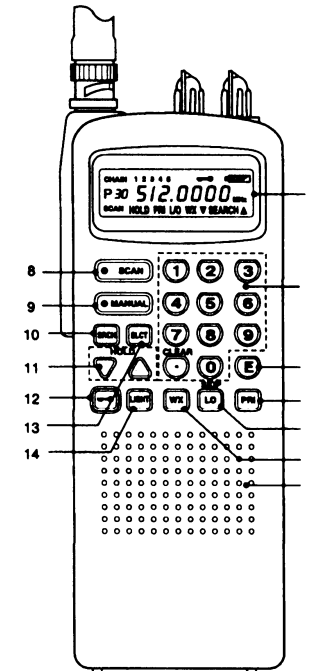 CHAIN 1 2 3 4 5
P 30 512.0000 MHz
SCAN HOLD PRI L/O WX ▼ SEARCH ▲
8 SCAN 1 2 3
9 MANUAL 4 5 6
10 SRCH SLCT 7 8 9
HOLD CLEAR
11 · 0 E
12 LIGHT WX LO PRI
13
14